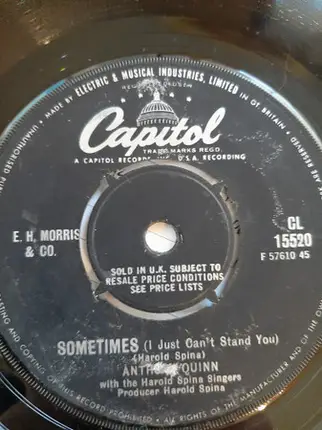 MADE BY ELECTRIC & MUSICAL INDUSTRIES, LIMITED IN GT. BRITAIN
Capitol
TRADE MARKS REGD.
A CAPITOL RECORDS, INC., U.S.A. RECORDING
E. H. MORRIS
& CO.
CL
15520
F 57610 45
SOLD IN U.K. SUBJECT TO
RESALE PRICE CONDITIONS
SEE PRICE LISTS
SOMETIMES (I Just Can't Stand You)
(Harold Spina)
ANTHONY QUINN
with the Harold Spina Singers
Producer Harold Spina